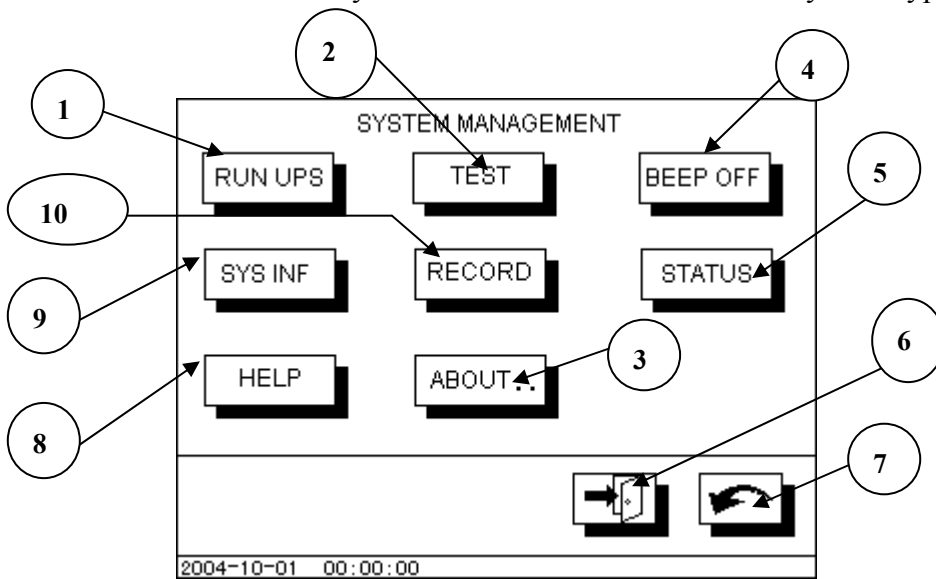 2
4
1
SYSTEM MANAGEMENT
RUN UPS
TEST
BEEP OFF
5
10
SYS INF
RECORD
STATUS
9
6
3
HELP
ABOUT..
8
7
2004-10-01 00:00:00